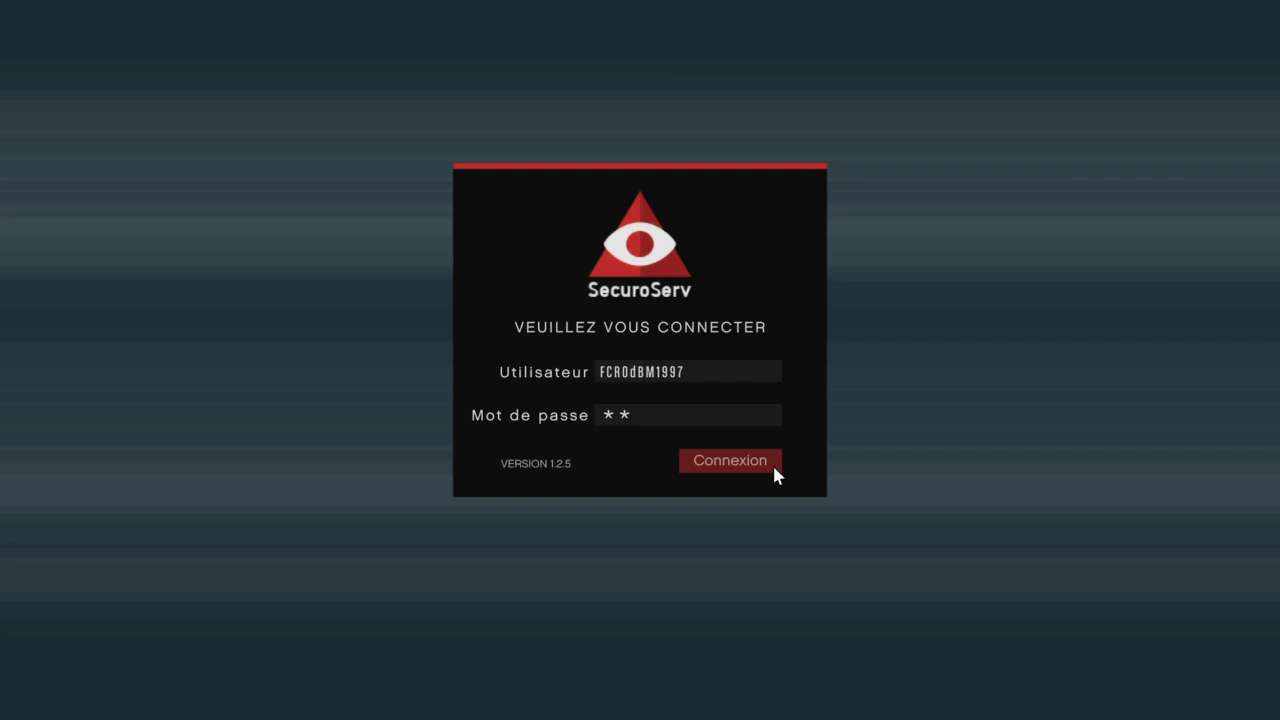 SecuroServ
VEUILLEZ VOUS CONNECTER
Utilisateur FCR0dBM1997
Mot de passe **
VERSION 1.2.5 Connexion